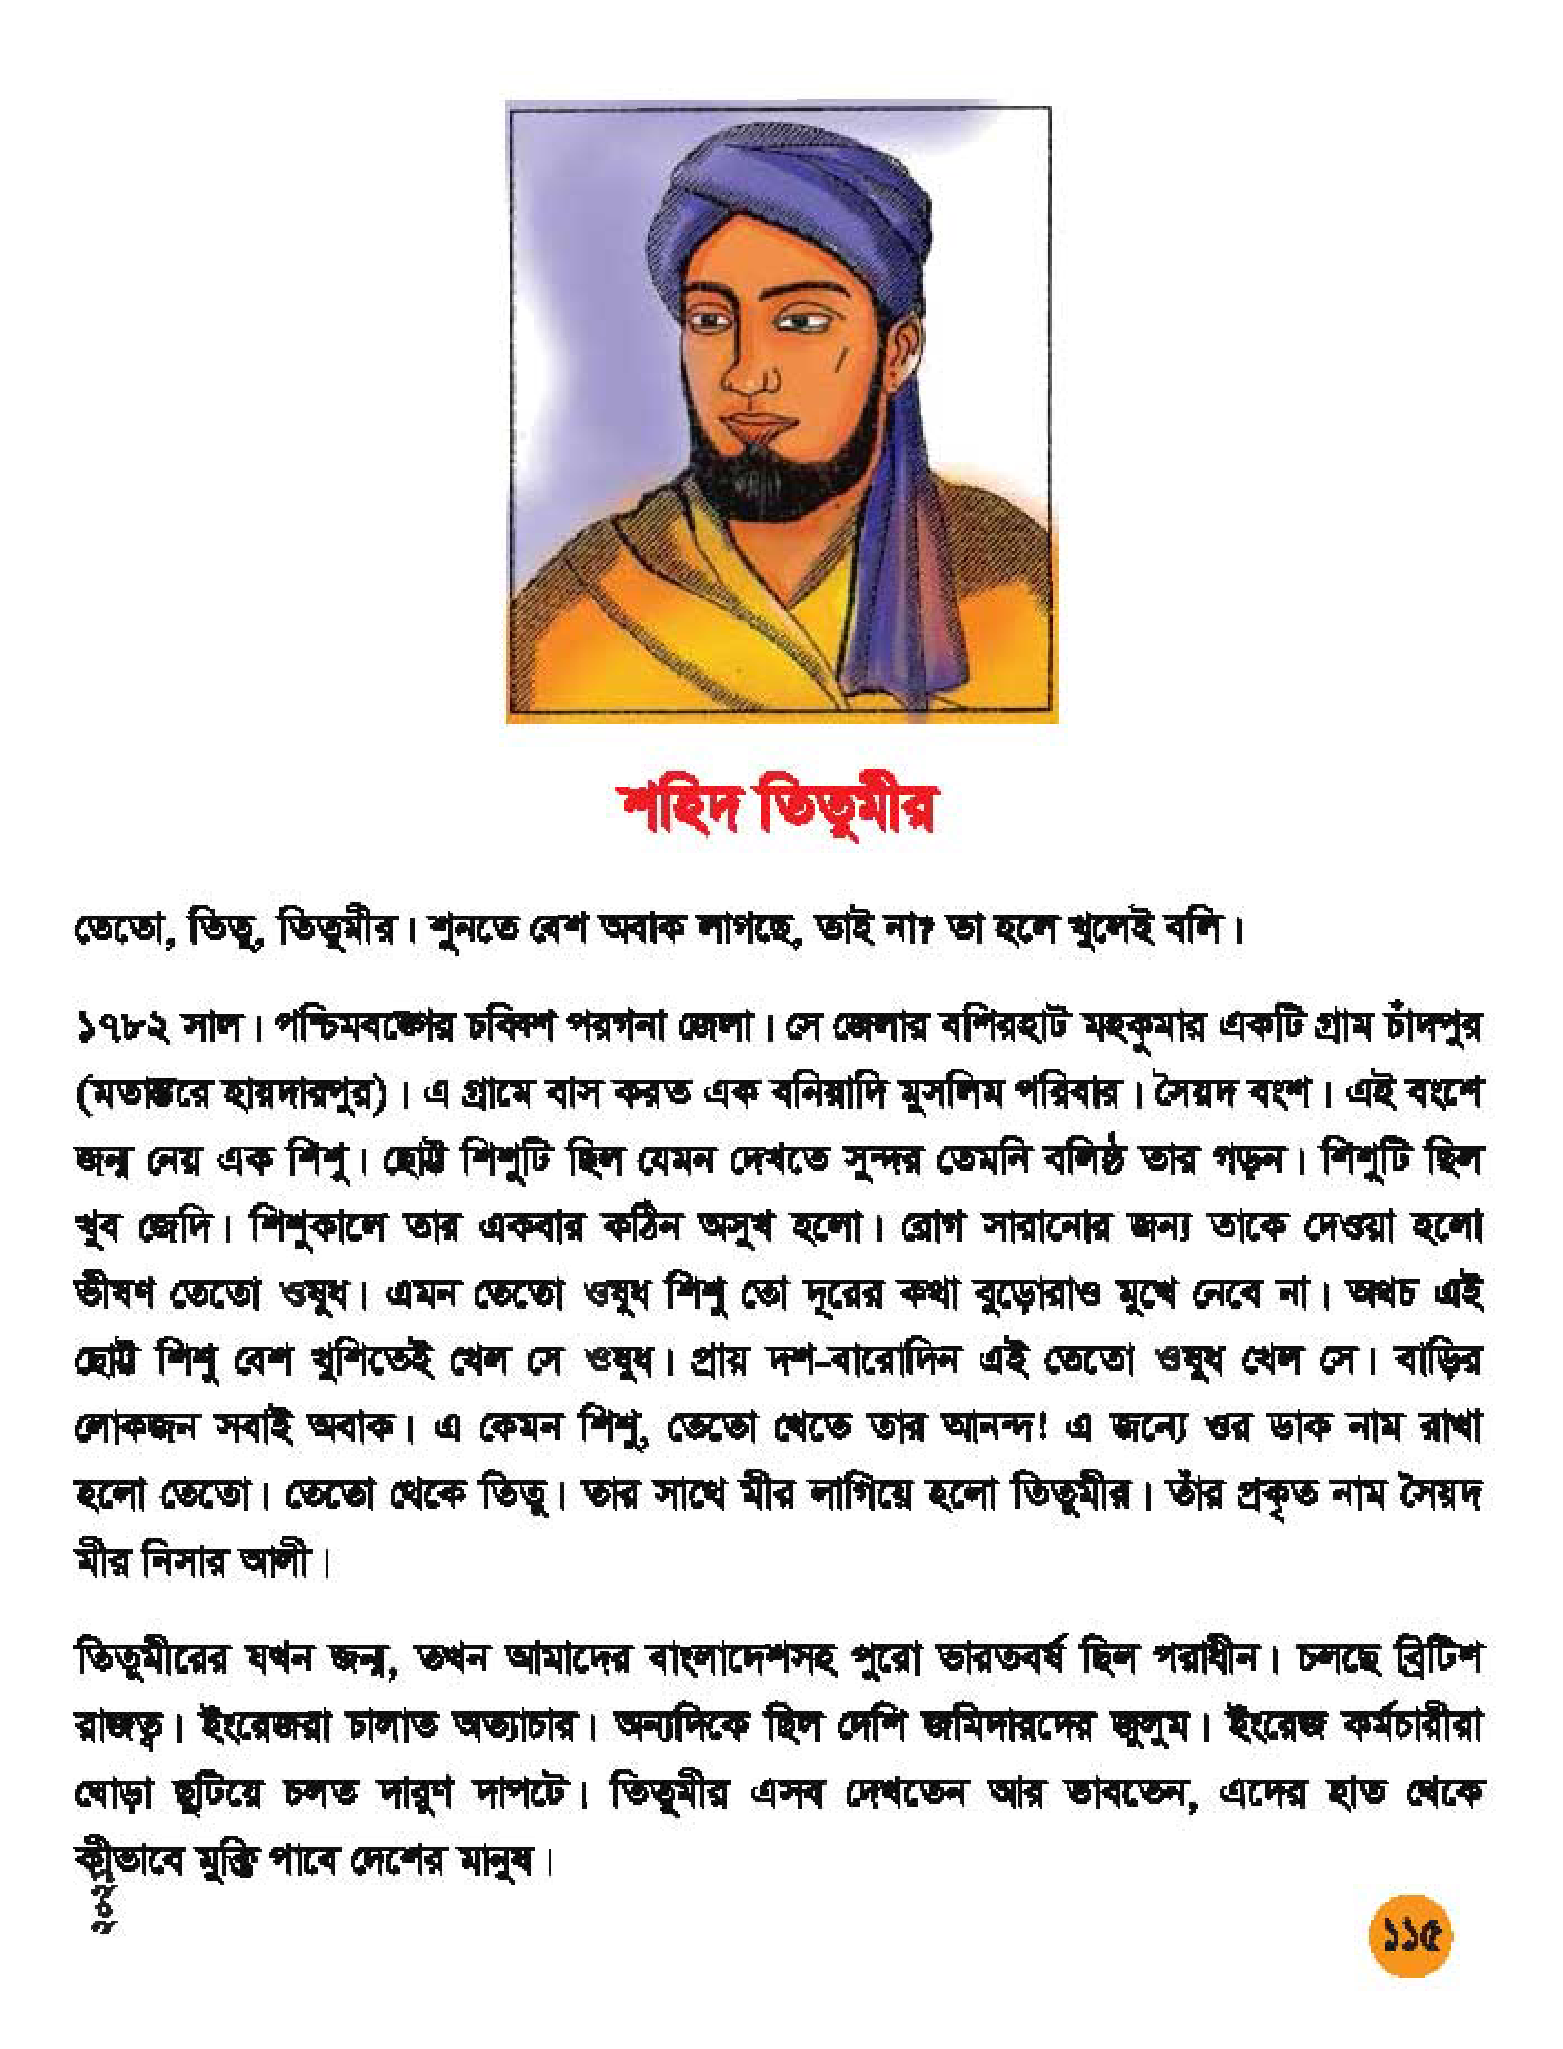 শহিদ তিতুমীর
তেতো, তিতু, তিতুমীর। শুনতে বেশ অবাক লাগছে, তাই না? তা হলে খুলেই বলি।
১৭৮২ সাল। পশ্চিমবঙ্গের চব্বিশ পরগনা জেলা। সে জেলার বশিরহাট মহকুমার একটি গ্রাম চাঁদপুর
(মতান্তরে হায়দারপুর)। এ গ্রামে বাস করত এক বনিয়াদি মুসলিম পরিবার। সৈয়দ বংশ। এই বংশে
জন্ম নেয় এক শিশু। ছোট্ট শিশুটি ছিল যেমন দেখতে সুন্দর তেমনি বলিষ্ঠ তার গড়ন। শিশুটি ছিল
খুব জেদি। শিশুকালে তার একবার কঠিন অসুখ হলো। রোগ সারানোর জন্য তাকে দেওয়া হলো
ভীষণ তেতো ওষুধ। এমন তেতো ওষুধ শিশু তো দূরের কথা বুড়োরাও মুখে নেবে না। অথচ এই
ছোট্ট শিশু বেশ খুশিতেই খেল সে ওষুধ। প্রায় দশ-বারোদিন এই তেতো ওষুধ খেল সে। বাড়ির
লোকজন সবাই অবাক। এ কেমন শিশু, তেতো খেতে তার আনন্দ! এ জন্যে ওর ডাক নাম রাখা
হলো তেতো। তেতো থেকে তিতু। তার সাথে মীর লাগিয়ে হলো তিতুমীর। তাঁর প্রকৃত নাম সৈয়দ
মীর নিসার আলী।
তিতুমীরের যখন জন্ম, তখন আমাদের বাংলাদেশসহ পুরো ভারতবর্ষ ছিল পরাধীন। চলছে ব্রিটিশ
রাজত্ব। ইংরেজরা চালাত অত্যাচার। অন্যদিকে ছিল দেশি জমিদারদের জুলুম। ইংরেজ কর্মচারীরা
ঘোড়া ছুটিয়ে চলত দারুণ দাপটে। তিতুমীর এসব দেখতেন আর ভাবতেন, এদের হাত থেকে
কীভাবে মুক্তি পাবে দেশের মানুষ।
১১৫